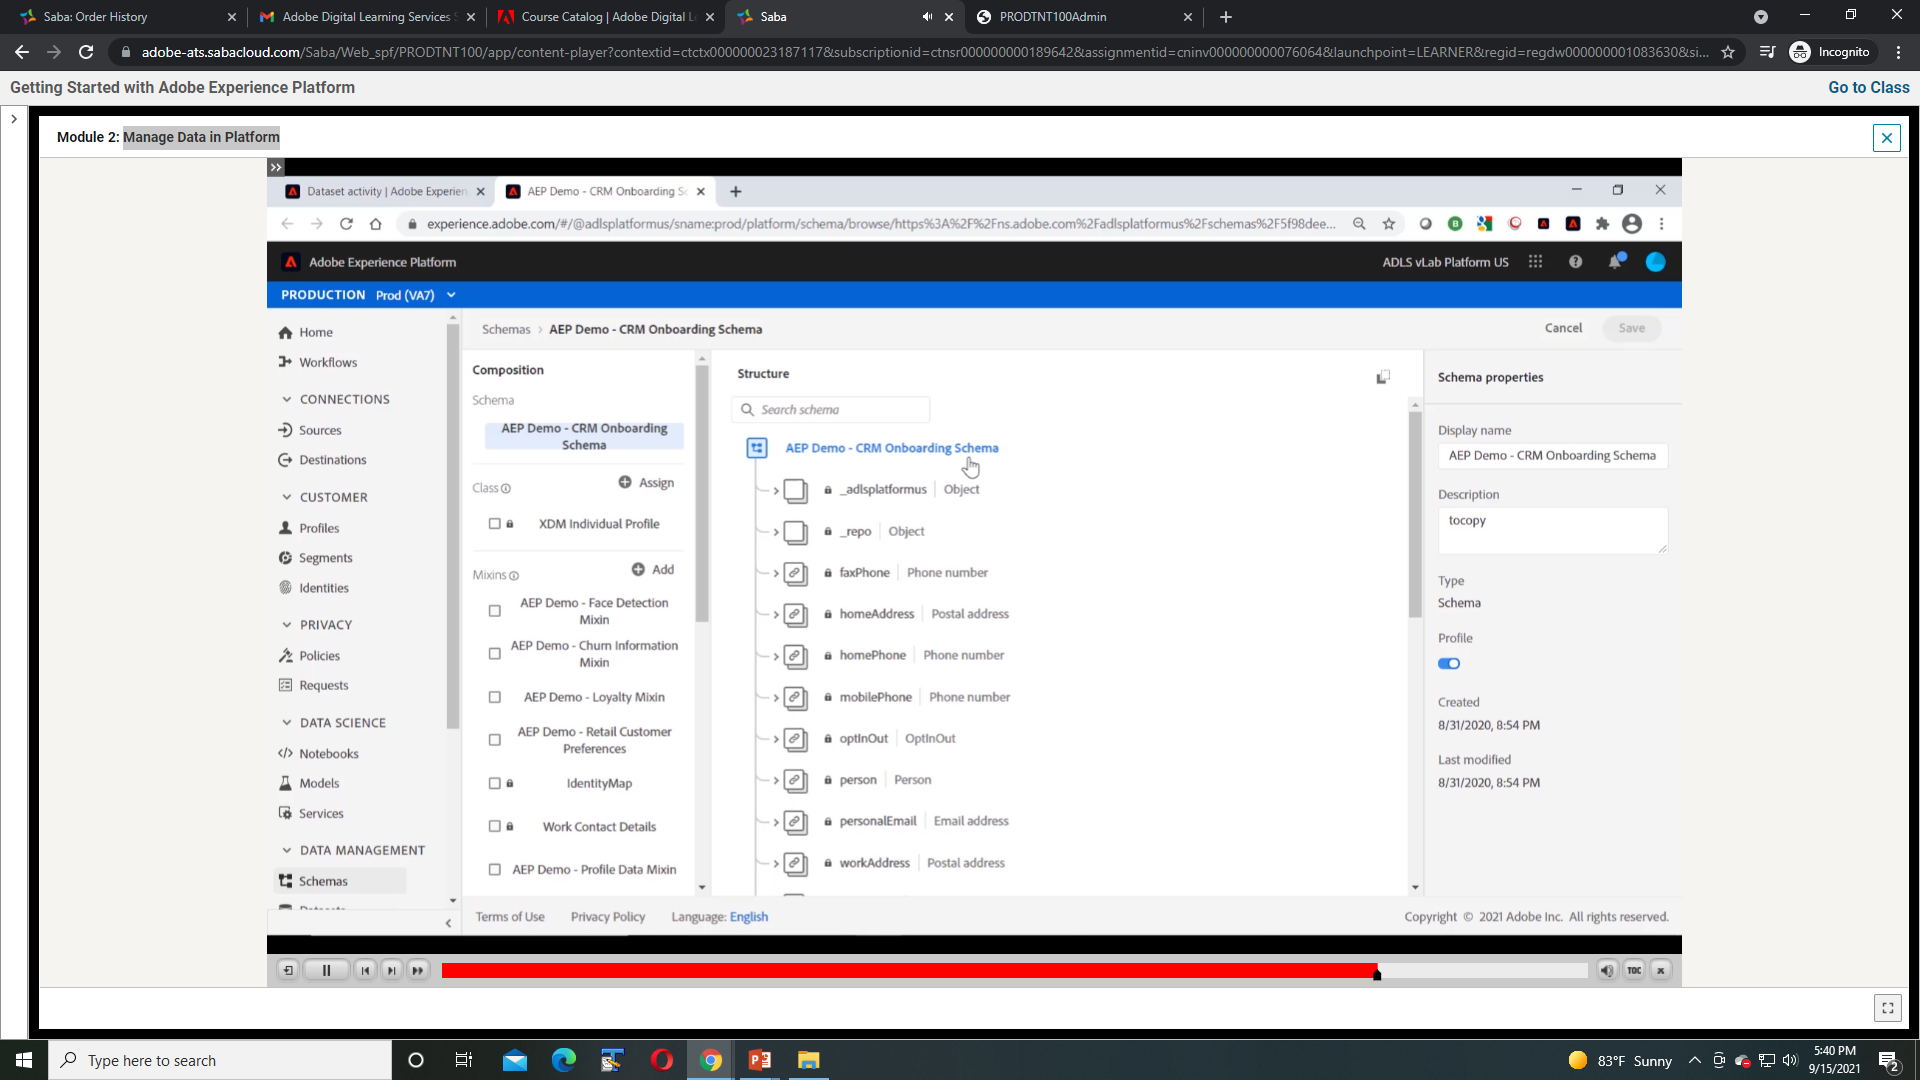 Saba: Order History
Adobe Digital Learning Services S
Course Catalog | Adobe Digital L
Saba
PRODTNT100Admin
adobe-ats.sabacloud.com/Saba/Web_spf/PRODTNT100/app/content-player?contextid=ctctx000000023187117&subscriptionid=ctnsr000000000189642&assignmentid=cninv000000000076064&launchpoint=LEARNER&regid=regdw000000001083630&si...
Incognito
Getting Started with Adobe Experience Platform
Go to Class
Module 2: Manage Data in Platform
Dataset activity | Adobe Experien
AEP Demo - CRM Onboarding Sc
experience.adobe.com/#/@adlsplatformus/sname:prod/platform/schema/browse/https%3A%2F%2Fns.adobe.com%2Fadlsplatformus%2Fschemas%2F5f98dee...
Adobe Experience Platform
ADLS vLab Platform US
PRODUCTION Prod (VA7)
Home
Workflows
CONNECTIONS
Sources
Destinations
CUSTOMER
Profiles
Segments
Identities
PRIVACY
Policies
Requests
DATA SCIENCE
Notebooks
Models
Services
DATA MANAGEMENT
Schemas
Schemas > AEP Demo - CRM Onboarding Schema
Cancel
Save
Composition
Schema
AEP Demo - CRM Onboarding
Schema
Class
Assign
XDM Individual Profile
Mixins
Add
AEP Demo - Face Detection
Mixin
AEP Demo - Churn Information
Mixin
AEP Demo - Loyalty Mixin
AEP Demo - Retail Customer
Preferences
IdentityMap
Work Contact Details
AEP Demo - Profile Data Mixin
Structure
Search schema
AEP Demo - CRM Onboarding Schema
_adlsplatformus | Object
_repo | Object
faxPhone | Phone number
homeAddress | Postal address
homePhone | Phone number
mobilePhone | Phone number
optInOut | OptInOut
person | Person
personalEmail | Email address
workAddress | Postal address
Schema properties
Display name
AEP Demo - CRM Onboarding Schema
Description
tocopy
Type
Schema
Profile
Created
8/31/2020, 8:54 PM
Last modified
8/31/2020, 8:54 PM
Terms of Use
Privacy Policy
Language: English
Copyright © 2021 Adobe Inc. All rights reserved.
TOC
Type here to search
83°F Sunny
5:40 PM
9/15/2021
2